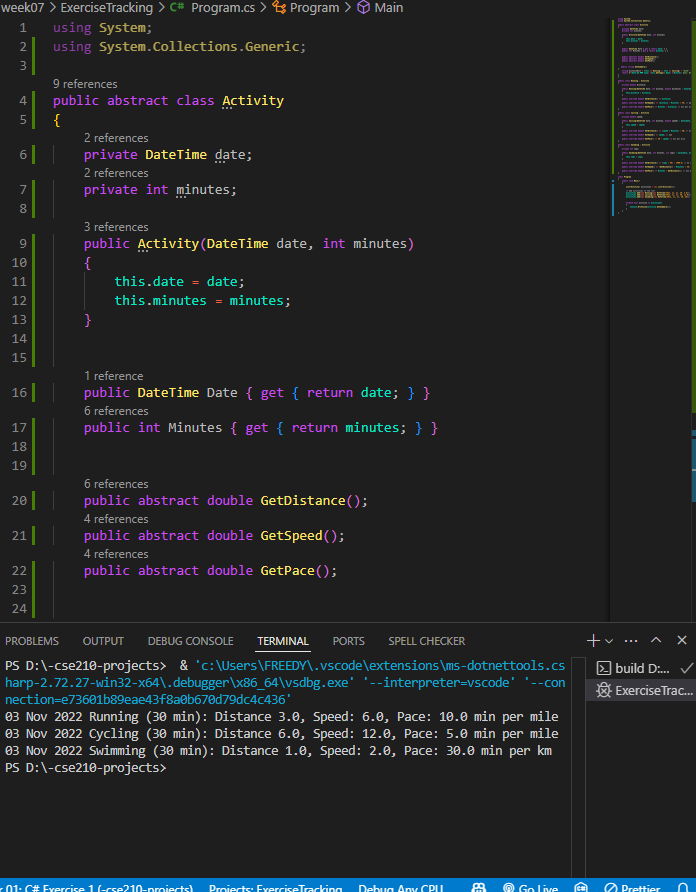 week07 > ExerciseTracking > C# Program.cs > Program > Main
1 using System;
2 using System.Collections.Generic;
3
9 references
4 public abstract class Activity
5 {
2 references
6 private DateTime date;
2 references
7 private int minutes;
8
3 references
9 public Activity(DateTime date, int minutes)
10 {
11 this.date = date;
12 this.minutes = minutes;
13 }
14
15
1 reference
16 public DateTime Date { get { return date; } }
6 references
17 public int Minutes { get { return minutes; } }
18
19
6 references
20 public abstract double GetDistance();
4 references
21 public abstract double GetSpeed();
4 references
22 public abstract double GetPace();
23
24
PROBLEMS OUTPUT DEBUG CONSOLE TERMINAL PORTS SPELL CHECKER
PS D:\-cse210-projects> & 'c:\Users\FREEDY\.vscode\extensions\ms-dotnettools.cs
harp-2.72.27-win32-x64\.debugger\x86_64\vsdbg.exe' '--interpreter=vscode' '--con
nection=e73601b89eae43f8a0b670d79dc4c436'
03 Nov 2022 Running (30 min): Distance 3.0, Speed: 6.0, Pace: 10.0 min per mile
03 Nov 2022 Cycling (30 min): Distance 6.0, Speed: 12.0, Pace: 5.0 min per mile
03 Nov 2022 Swimming (30 min): Distance 1.0, Speed: 2.0, Pace: 30.0 min per km
PS D:\-cse210-projects>
build D:...
ExerciseTrac...
r 01: C# Exercise 1 (-cse210-projects) Projects: ExerciseTracking Debug Any CPU Go Live Prettier